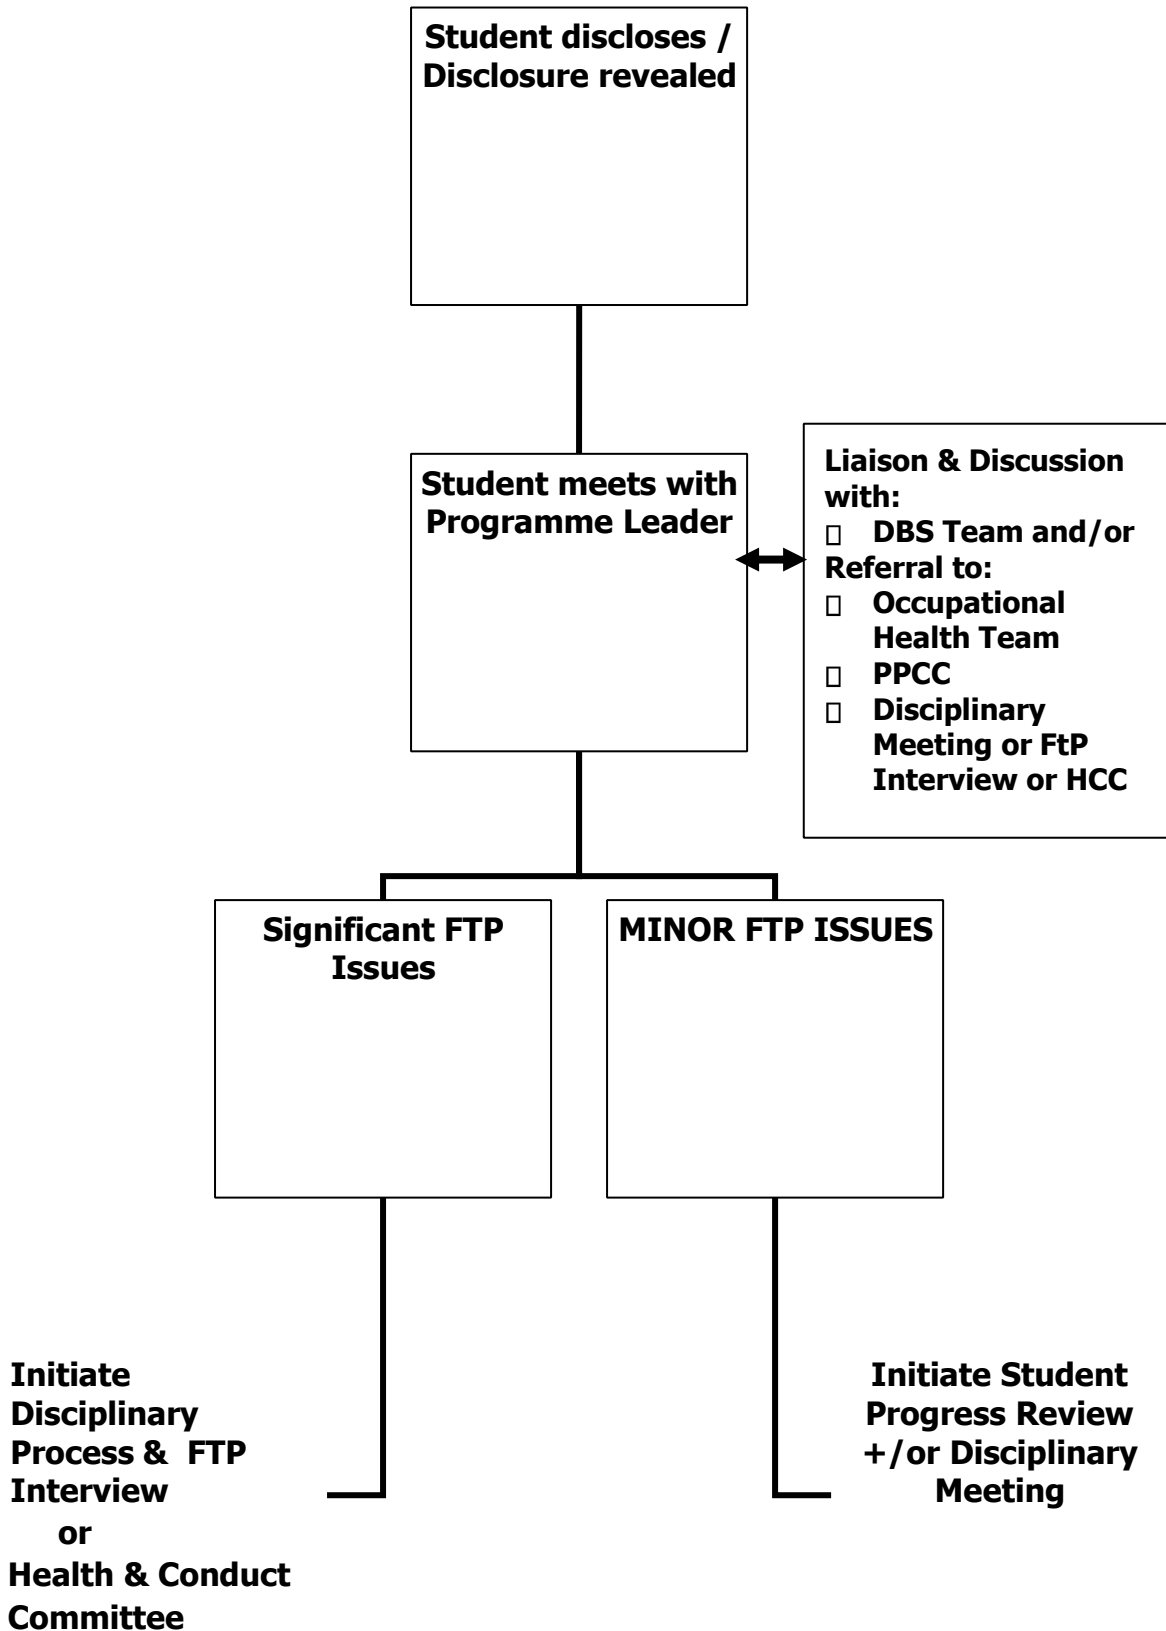 Student discloses /
Disclosure revealed
Student meets with
Programme Leader
Liaison & Discussion
with:
DBS Team and/or
Referral to:
Occupational
Health Team
PPCC
Disciplinary
Meeting or FtP
Interview or HCC
Significant FTP
Issues
MINOR FTP ISSUES
Initiate
Disciplinary
Process & FTP
Interview
or
Health & Conduct
Committee
Initiate Student
Progress Review
+/or Disciplinary
Meeting